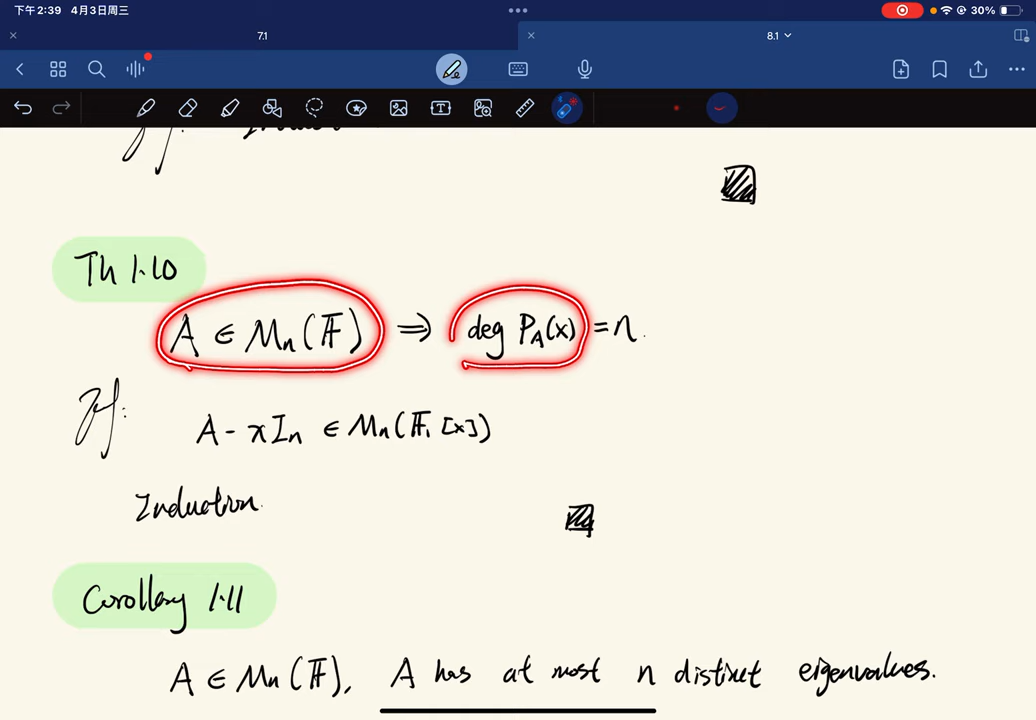 下午2:39 4月3日周三
30%
7.1
8.1
Th 1.10
A ∈ Mn(𝔽) ⇒ deg PA(x) = n.
Pf:
A - xIn ∈ Mn(𝔽1[x])
Induction.
Corollary 1.11
A ∈ Mn(𝔽), A has at most n distinct eigenvalues.